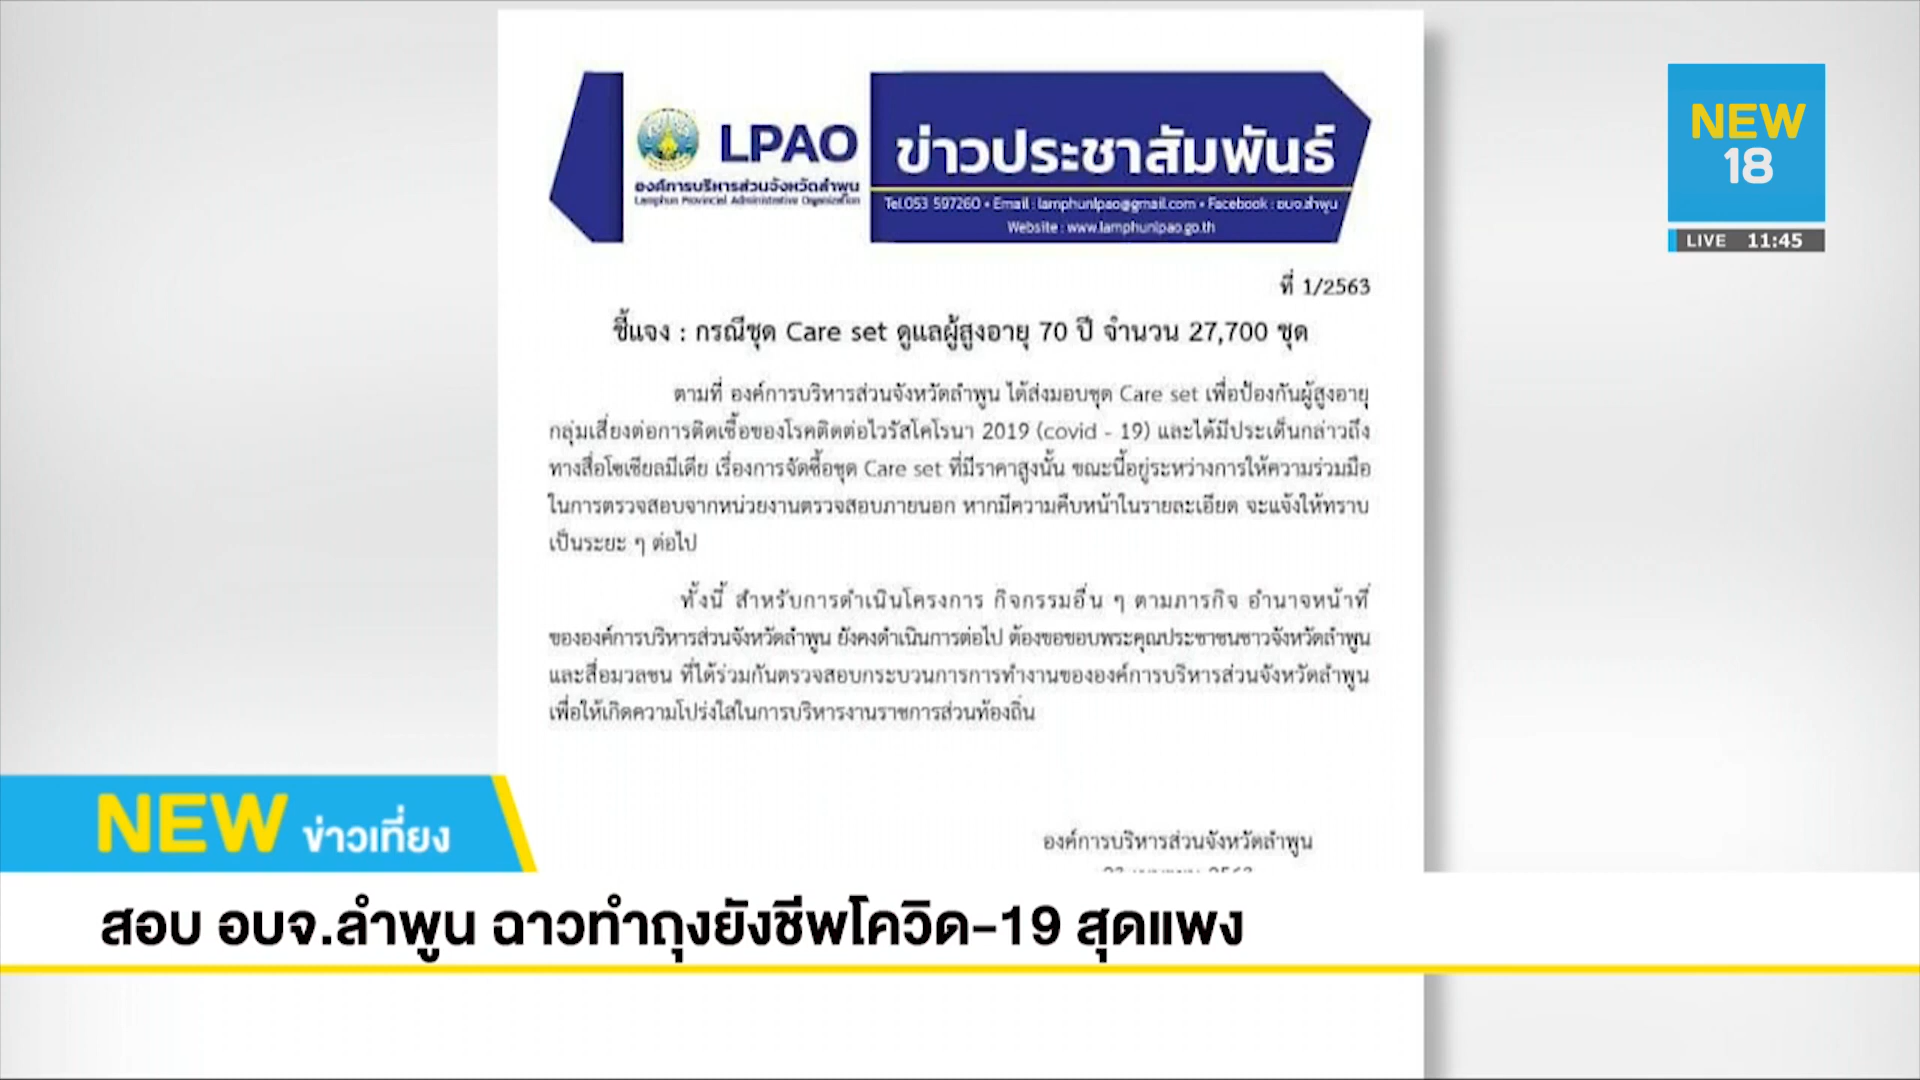 LPAO
องค์การบริหารส่วนจังหวัดลำพูน
Lamphun Provincial Administrative Organization
ข่าวประชาสัมพันธ์
Tel.053 597260 • Email : lamphunlpao@gmail.com • Facebook : อบจ.ลำพูน
Website : www.lamphunlpao.go.th
NEW
18
LIVE 11:45
ที่ 1/2563
ชี้แจง : กรณีชุด Care set ดูแลผู้สูงอายุ 70 ปี จำนวน 27,700 ชุด
ตามที่ องค์การบริหารส่วนจังหวัดลำพูน ได้ส่งมอบชุด Care set เพื่อป้องกันผู้สูงอายุ
กลุ่มเสี่ยงต่อการติดเชื้อของโรคติดต่อไวรัสโคโรนา 2019 (covid - 19) และได้มีประเด็นกล่าวถึง
ทางสื่อโซเชียลมีเดีย เรื่องการจัดซื้อชุด Care set ที่มีราคาสูงนั้น ขณะนี้อยู่ระหว่างการให้ความร่วมมือ
ในการตรวจสอบจากหน่วยงานตรวจสอบภายนอก หากมีความคืบหน้าในรายละเอียด จะแจ้งให้ทราบ
เป็นระยะ ๆ ต่อไป
ทั้งนี้ สำหรับการดำเนินโครงการ กิจกรรมอื่น ๆ ตามภารกิจ อำนาจหน้าที่
ขององค์การบริหารส่วนจังหวัดลำพูน ยังคงดำเนินการต่อไป ต้องขอขอบพระคุณประชาชนชาวจังหวัดลำพูน
และสื่อมวลชน ที่ได้ร่วมกันตรวจสอบกระบวนการการทำงานขององค์การบริหารส่วนจังหวัดลำพูน
เพื่อให้เกิดความโปร่งใสในการบริหารงานราชการส่วนท้องถิ่น
องค์การบริหารส่วนจังหวัดลำพูน
NEW ข่าวเที่ยง
สอบ อบจ.ลำพูน ฉาวทำถุงยังชีพโควิด-19 สุดแพง